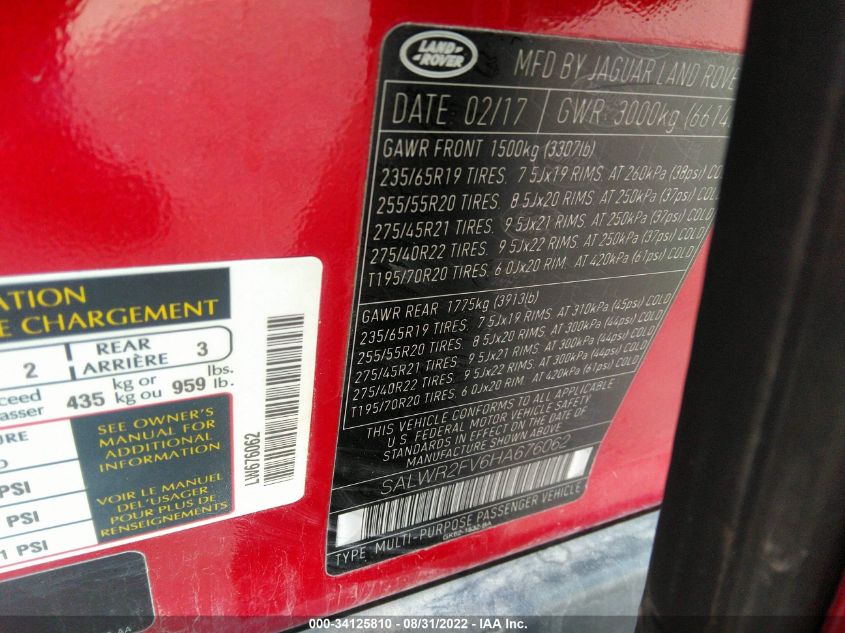 LAND
ROVER
MFD BY JAGUAR LAND ROVE
DATE 02/17 GWR 3000kg (6614
GAWR FRONT 1500kg (3307lb)
235/65R19 TIRES. 7 5Jx19 RIMS. AT 260kPa (38psi) CO
255/55R20 TIRES. 8.5Jx20 RIMS. AT 250kPa (37psi) COL
275/45R21 TIRES. 9 5Jx21 RIMS. AT 250kPa (37psi) COLD
275/40R22 TIRES. 9 5Jx22 RIMS. AT 250kPa (37psi) COLD
T195/70R20 TIRES. 6 0Jx20 RIM. AT 420kPa (61psi) COLD
GAWR REAR 1775kg (3913lb)
235/65R19 TIRES. 7 5Jx19 RIMS. AT 310kPa (45psi) COLD
255/55R20 TIRES. 8 5Jx20 RIMS. AT 300kPa (44psi) COLD
275/45R21 TIRES. 9.5Jx21 RIMS. AT 300kPa (44psi) COLD
275/40R22 TIRES. 9.5Jx22 RIMS. AT 300kPa (44psi) COLD
T195/70R20 TIRES. 6 0Jx20 RIM. AT 420kPa (61psi) COLD
THIS VEHICLE CONFORMS TO ALL APPLICABLE
U.S. FEDERAL MOTOR VEHICLE SAFETY
STANDARDS IN EFFECT ON THE DATE OF
MANUFACTURE SHOWN ABOVE.
SALWR2FV6HA676062
TYPE: MULTI-PURPOSE PASSENGER VEHICLE
ATION
E CHARGEMENT
2 REAR
ARRIÈRE 3
ceed
asser 435 kg or
kg ou 959 lbs.
lb.
URE
PSI
PSI
1 PSI
SEE OWNER'S
MANUAL FOR
ADDITIONAL
INFORMATION
VOIR LE MANUEL
DEL'USAGER
POUR PLUS DE
RENSEIGNEMENTS
LW676062
000-34125810 - 08/31/2022 - IAA Inc.